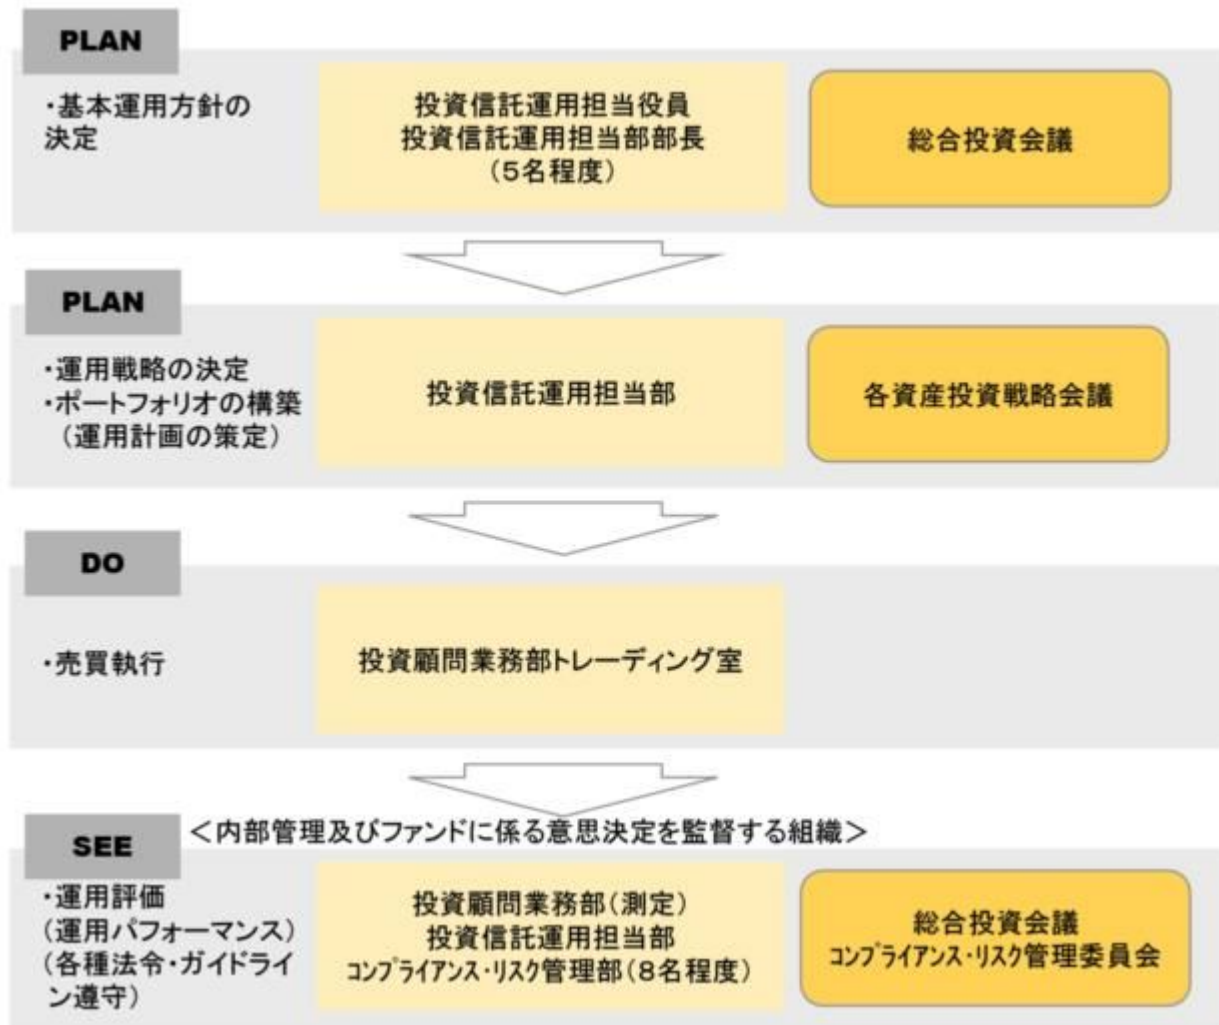 PLAN
・基本運用方針の
決定
投資信託運用担当役員
投資信託運用担当部部長
(5名程度)
総合投資会議
PLAN
・運用戦略の決定
・ポートフォリオの構築
(運用計画の策定)
投資信託運用担当部
各資産投資戦略会議
DO
・売買執行
投資顧問業務部トレーディング室
SEE
＜内部管理及びファンドに係る意思決定を監督する組織＞
・運用評価
(運用パフォーマンス)
(各種法令・ガイドライ
ン遵守)
投資顧問業務部(測定)
投資信託運用担当部
コンプライアンス・リスク管理部(8名程度)
総合投資会議
コンプライアンス・リスク管理委員会